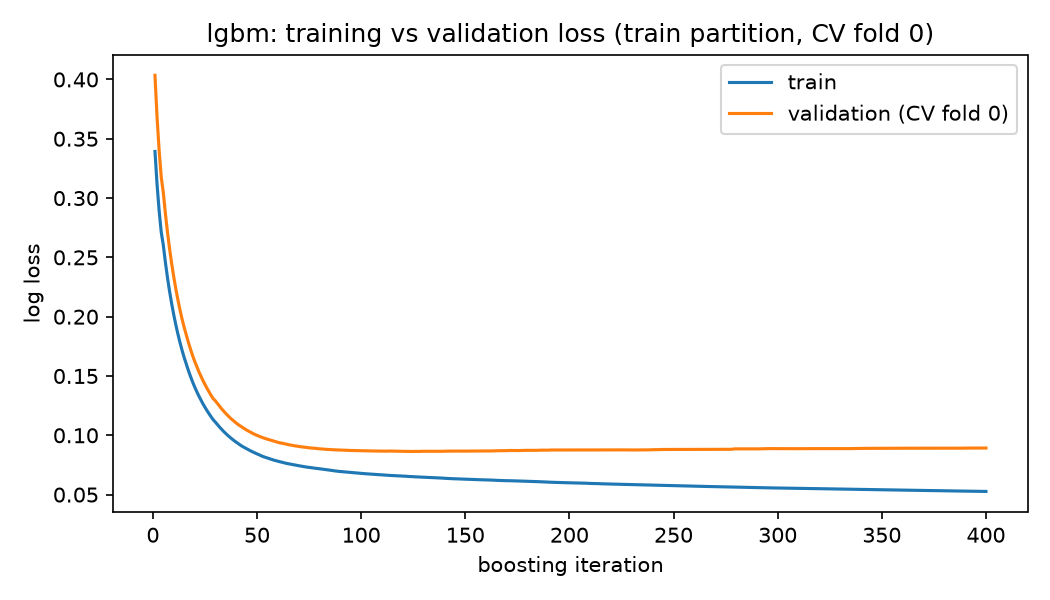 lgbm: training vs validation loss (train partition, CV fold 0)
train
validation (CV fold 0)
log loss
0.40
0.35
0.30
0.25
0.20
0.15
0.10
0.05
0 50 100 150 200 250 300 350 400
boosting iteration